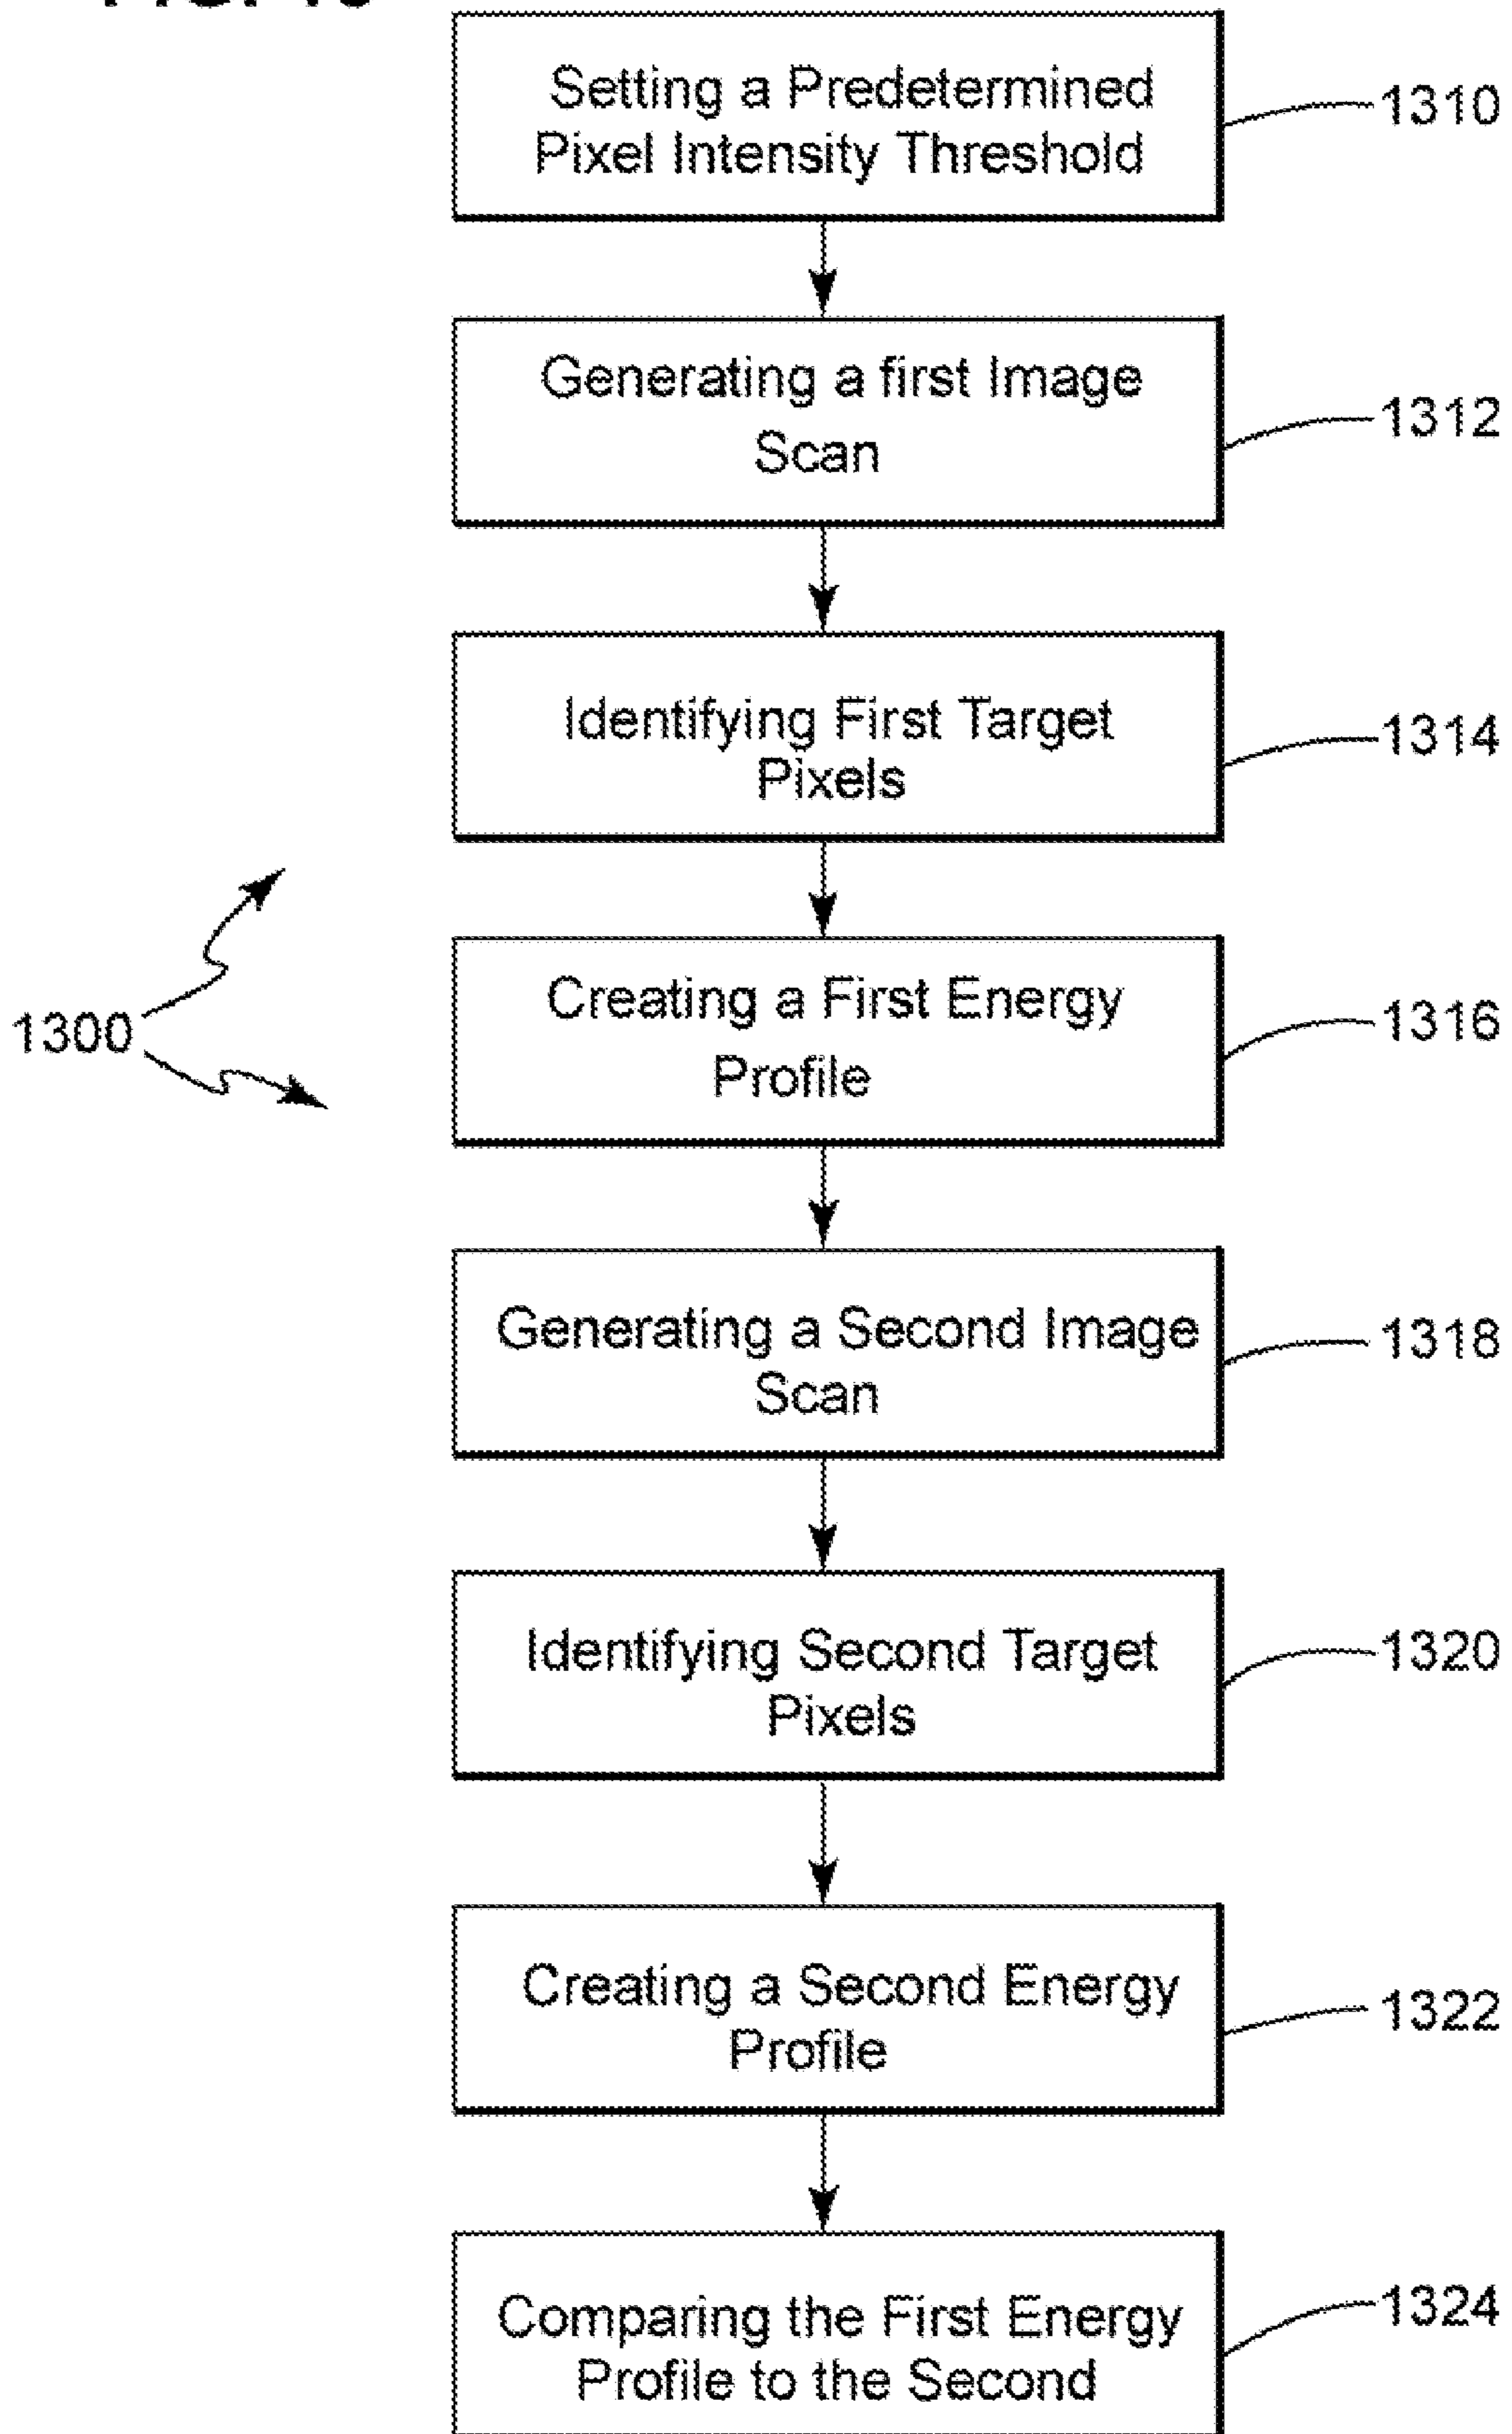 Setting a Predetermined
Pixel Intensity Threshold
1310
Generating a first Image
Scan
1312
Identifying First Target
Pixels
1314
Creating a First Energy
Profile
1316
1300
Generating a Second Image
Scan
1318
Identifying Second Target
Pixels
1320
Creating a Second Energy
Profile
1322
Comparing the First Energy
Profile to the Second
1324